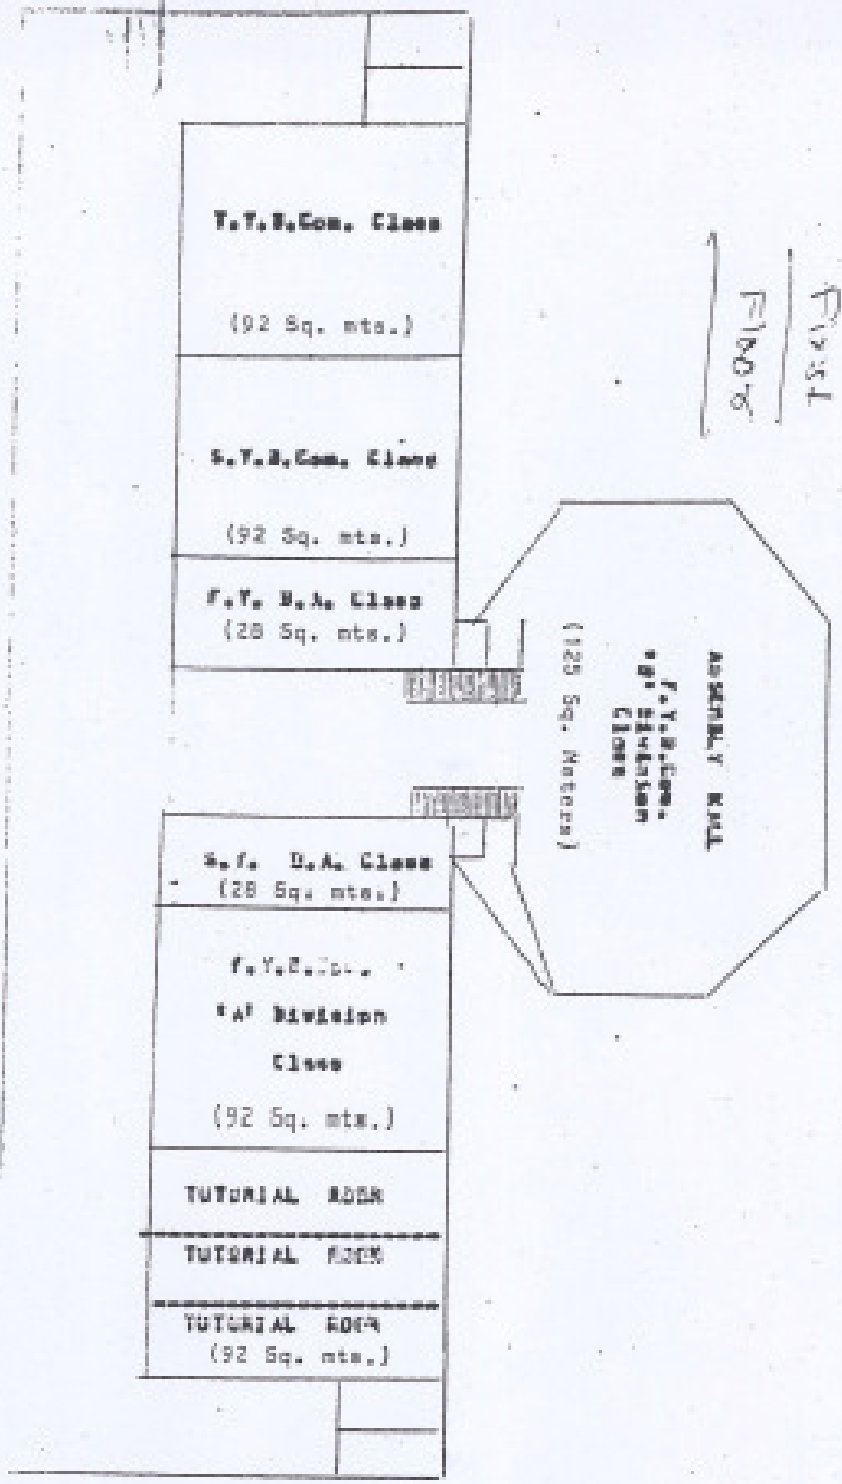 T.Y.B.Com. Class
(92 Sq. mts.)
S.Y.B.Com. Class
(92 Sq. mts.)
F.Y. B.A. Class
(28 Sq. mts.)
First
Floor
ASSEMBLY HALL
F.Y.B.Com.
"B" Division
Class
(125 Sq. Meters)
S.Y. B.A. Class
(28 Sq. mts.)
F.Y.B.
"A" Division
Class
(92 Sq. mts.)
TUTORIAL ROOM
TUTORIAL ROOM
TUTORIAL ROOM
(92 Sq. mts.)